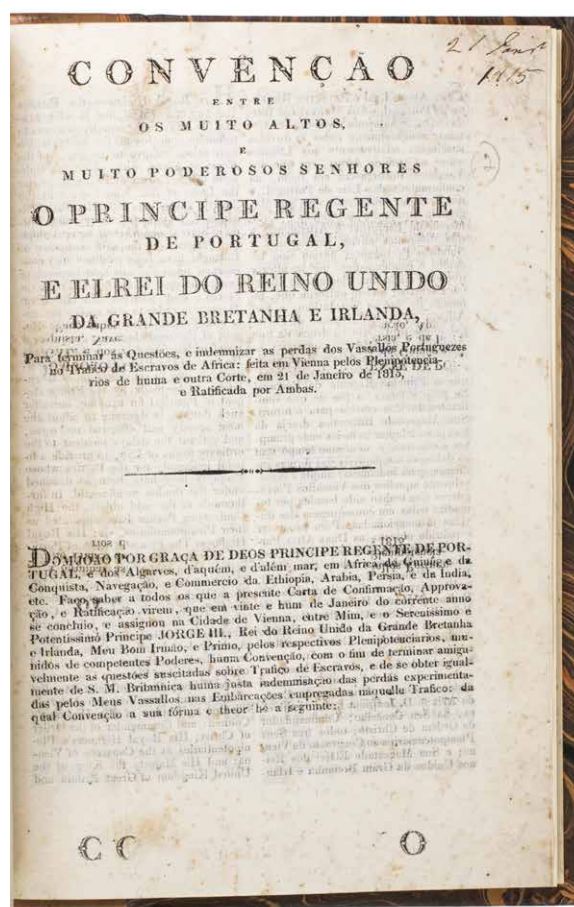 21 Jan
1815
CONVENÇÃO
ENTRE
OS MUITO ALTOS,
E
MUITO PODEROSOS SENHORES
O PRINCIPE REGENTE
DE PORTUGAL,
E ELREI DO REINO UNIDO
DA GRANDE BRETANHA E IRLANDA,
Para terminar as Questões, e indemnizar as perdas dos Vassallos Portuguezes
no Trafico de Escravos de Africa: feita em Vienna pelos Plenipotencia-
rios de huma e outra Corte, em 21 de Janeiro de 1815,
e Ratificada por Ambas.
DOM JOÃO POR GRAÇA DE DEOS PRINCIPE REGENTE DE POR-
TUGAL, e dos Algarves, d'aquém, e d'além mar, em Africa de Guiné e da
Conquista, Navegação, e Commercio da Ethiopia, Arabia, Persia, e da India,
etc. Faço saber a todos os que a presente Carta de Confirmação, Approva-
ção, e Ratificação virem, que em vinte e hum de Janeiro do corrente anno
se concluio, e assignou na Cidade de Vienna, entre Mim, e o Serenissimo e
Potentissimo Principe JORGE III., Rei do Reino Unido da Grande Bretanha
e Irlanda, Meu Bom Irmão, e Primo, pelos respectivos Plenipotenciarios, mu-
nidos de competentes Poderes, huma Convenção, com o fim de terminar amiga-
velmente as questões suscitadas sobre Trafico de Escravos, e de se obter igual-
mente de S. M. Britannica huma justa indemnisação das perdas experimenta-
das pelos Meus Vassallos nas Embarcações empregadas naquelle Trafico: da
qual Convenção a sua fórma e theor he a seguinte:
C C O